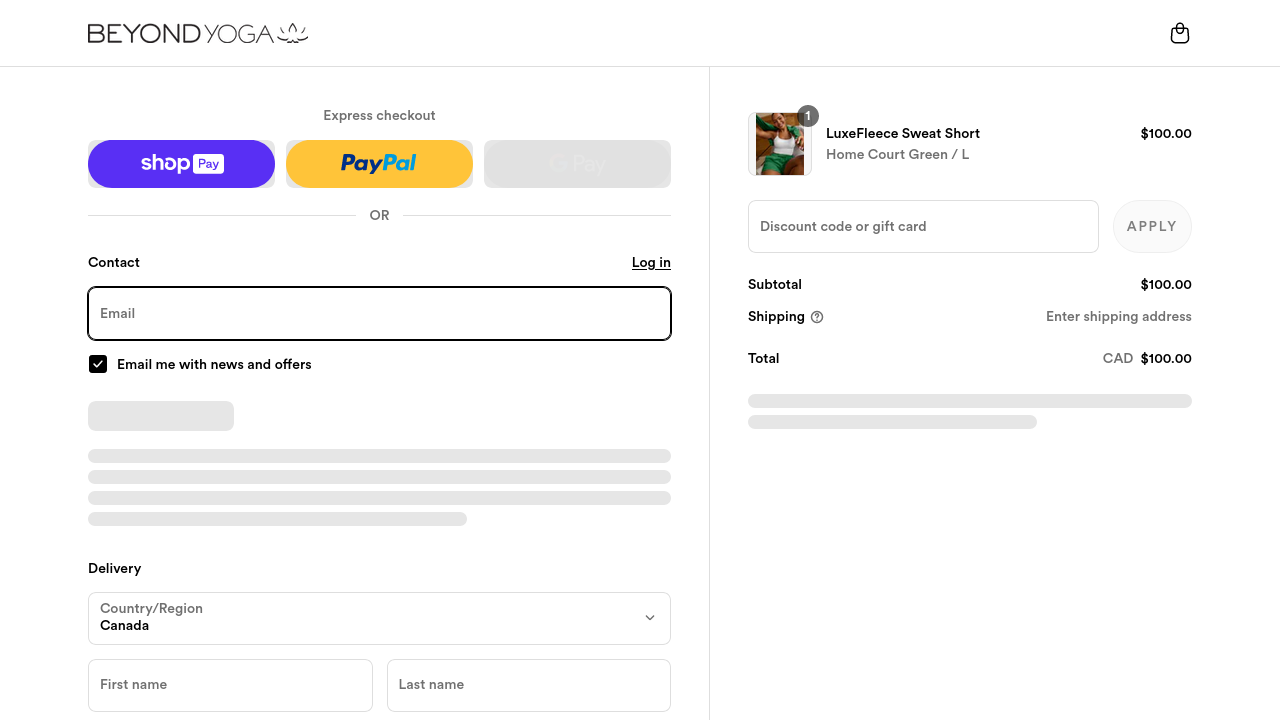 BEYOND YOGA
Express checkout
shop Pay
PayPal
G Pay
OR
Contact
Log in
Email
Email me with news and offers
Delivery
Country/Region
Canada
First name
Last name
1
LuxeFleece Sweat Short
$100.00
Home Court Green / L
Discount code or gift card
APPLY
Subtotal
$100.00
Shipping
Enter shipping address
Total
CAD $100.00